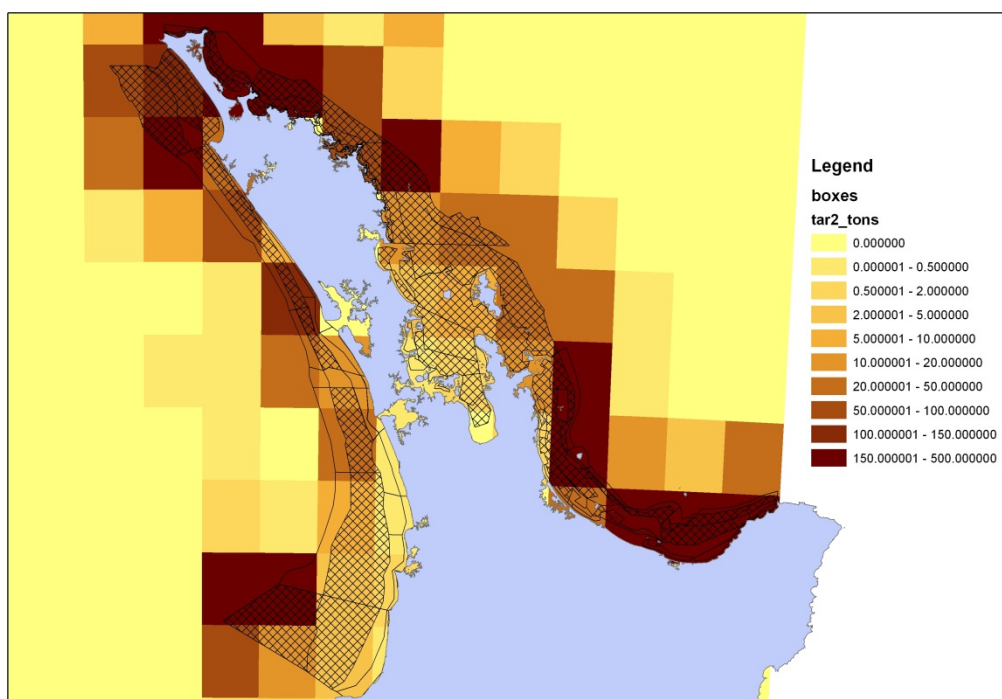 Legend
boxes
tar2_tons
0.000000
0.000001 - 0.500000
0.500001 - 2.000000
2.000001 - 5.000000
5.000001 - 10.000000
10.000001 - 20.000000
20.000001 - 50.000000
50.000001 - 100.000000
100.000001 - 150.000000
150.000001 - 500.000000